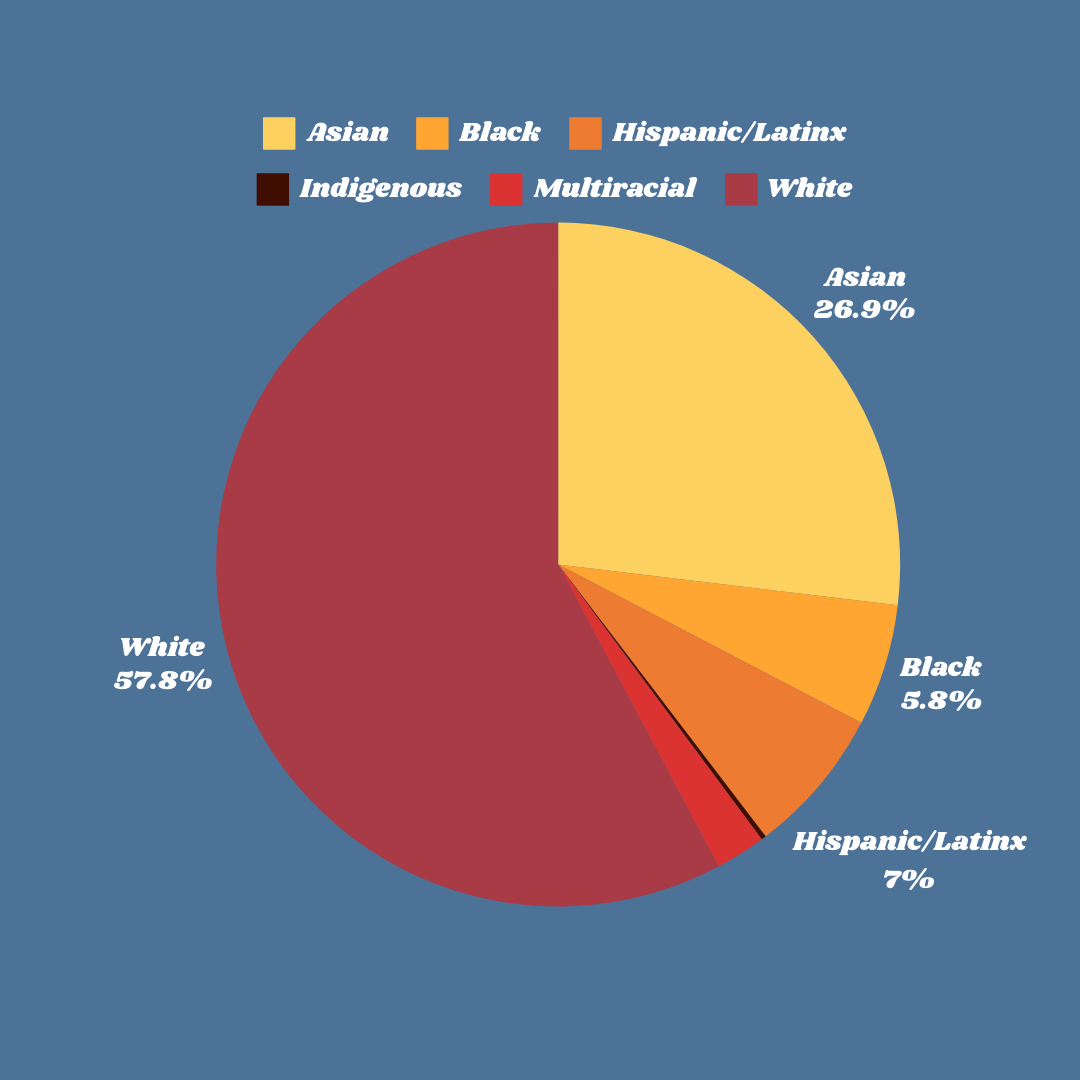 Asian Black Hispanic/Latinx
Indigenous Multiracial White
Asian
26.9%
White
57.8%
Black
5.8%
Hispanic/Latinx
7%